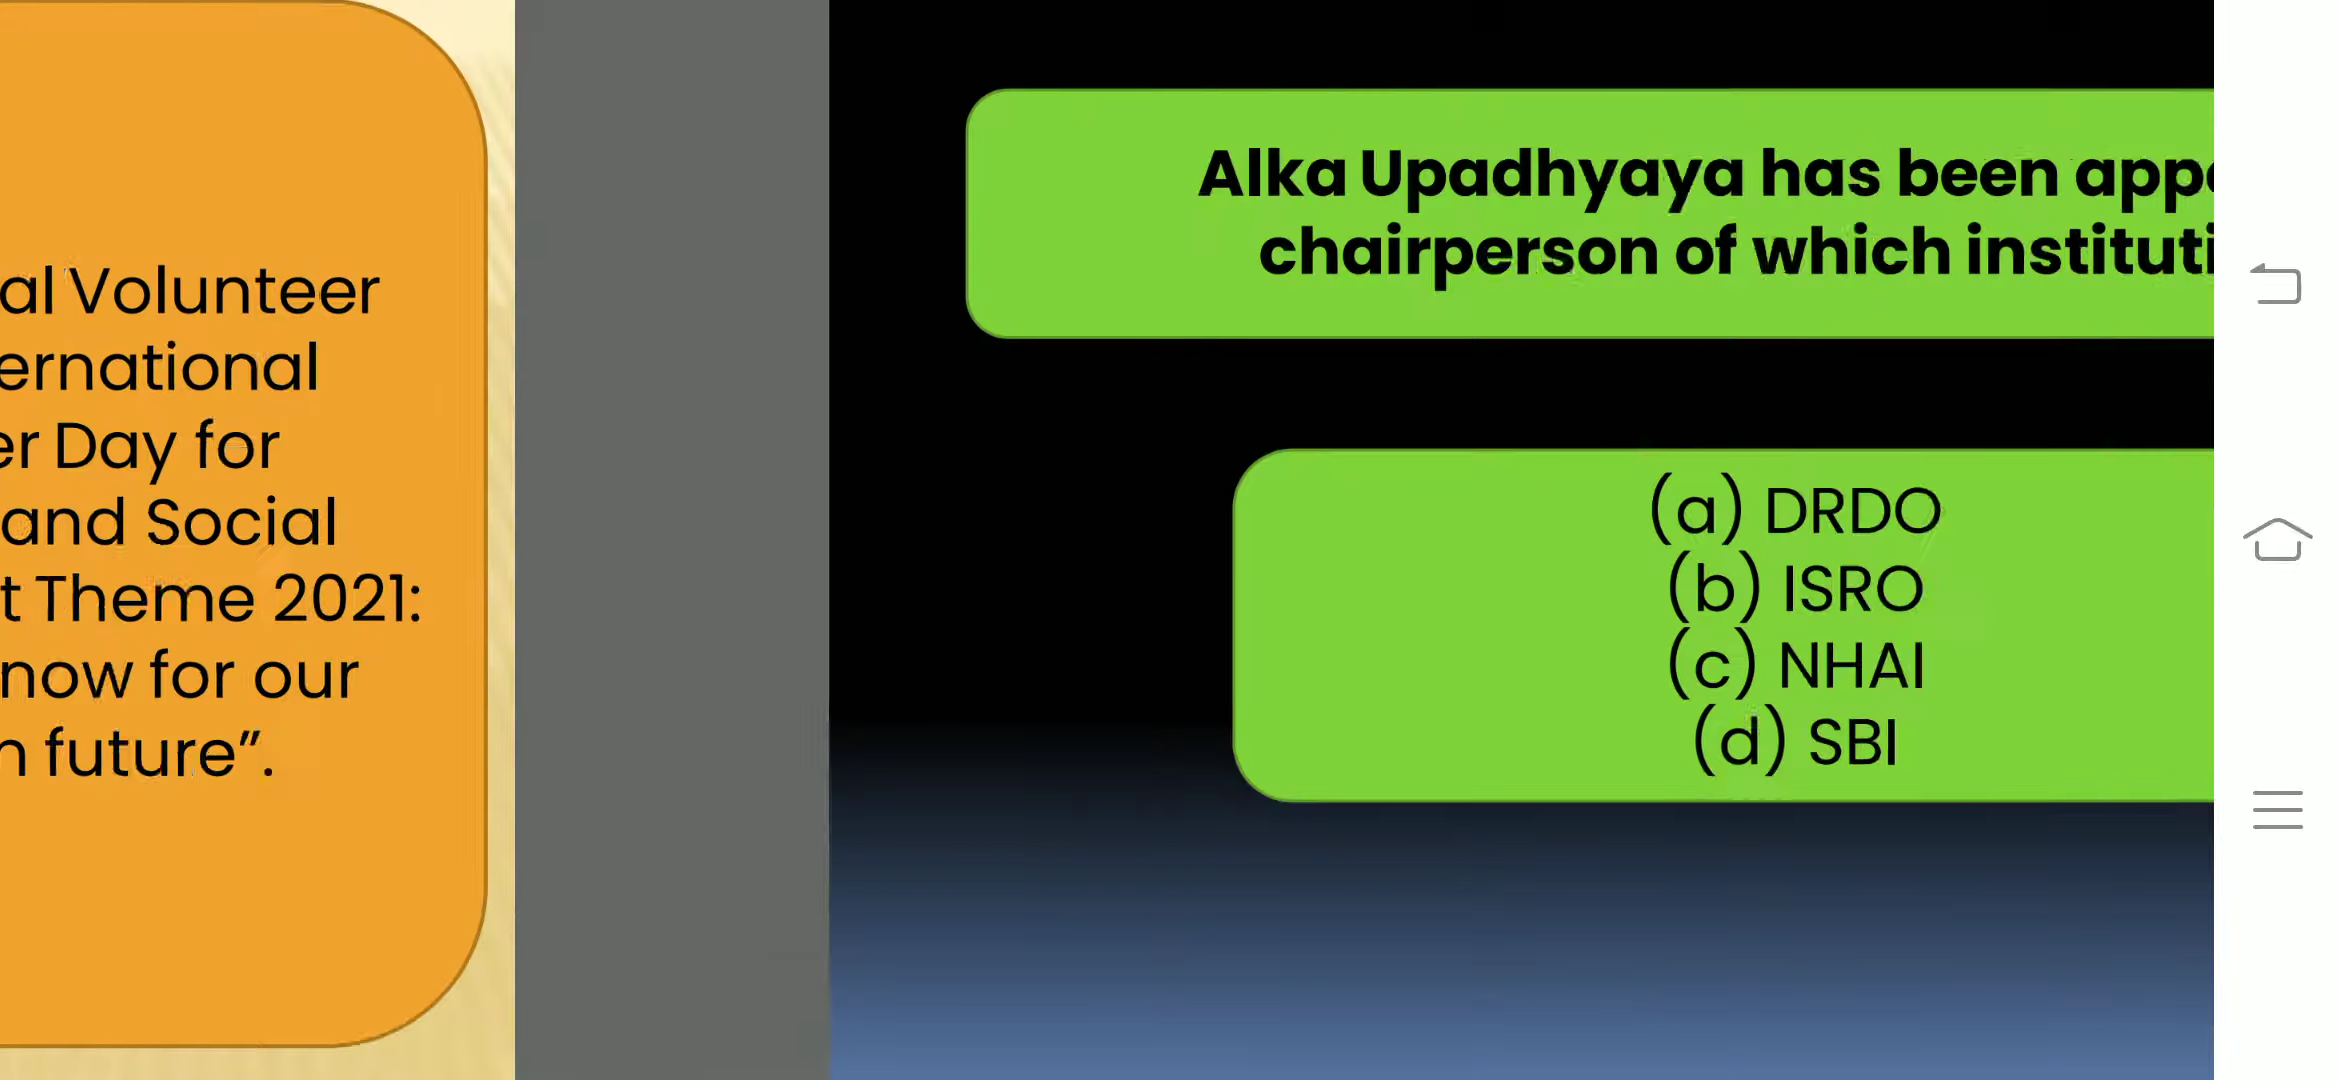 al Volunteer
ernational
er Day for
and Social
t Theme 2021:
now for our
n future”.
Alka Upadhyaya has been appo
chairperson of which instituti
(a) DRDO
(b) ISRO
(c) NHAI
(d) SBI